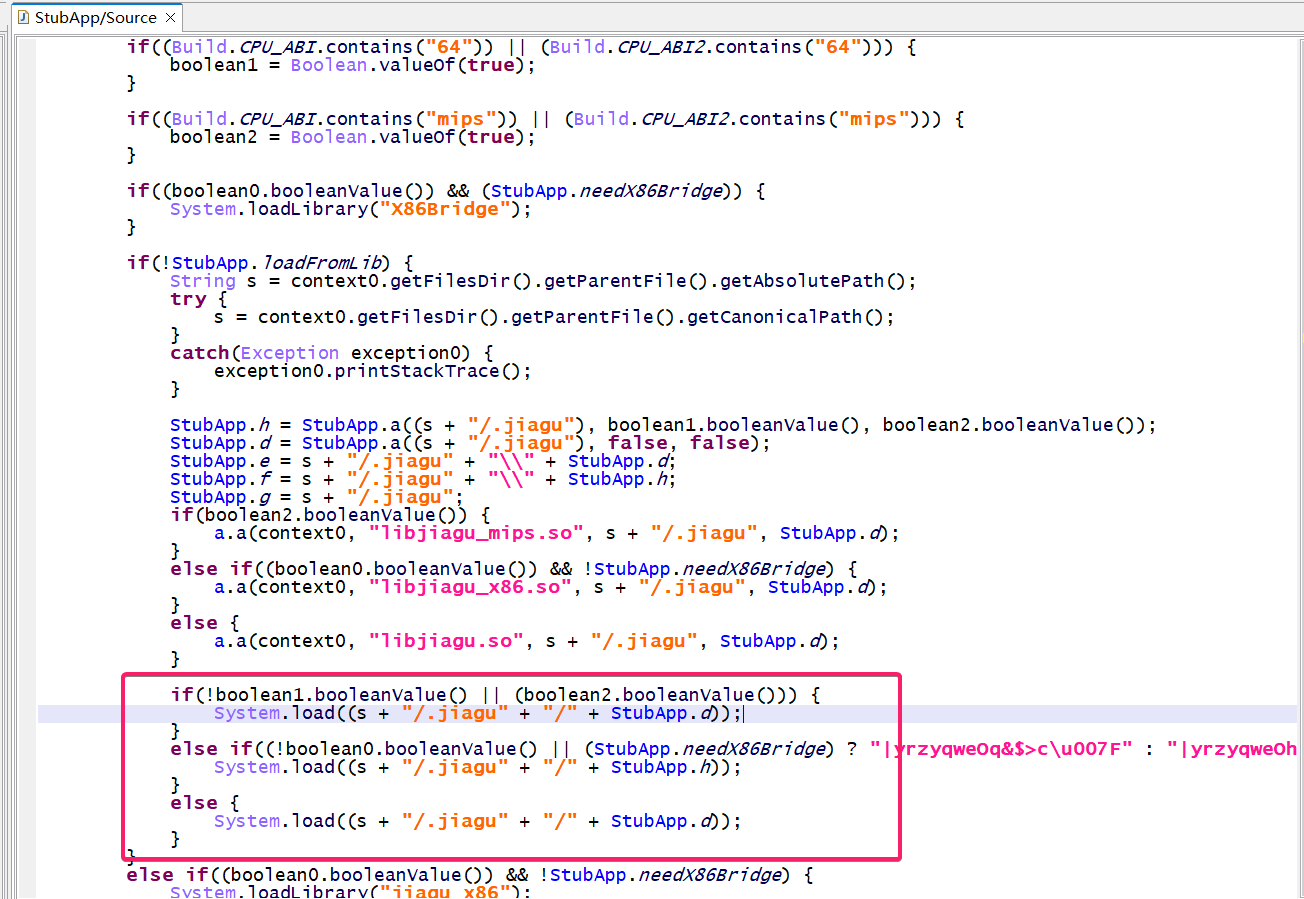 StubApp/Source
if((Build.CPU_ABI.contains("64")) || (Build.CPU_ABI2.contains("64"))) {
boolean1 = Boolean.valueOf(true);
}
if((Build.CPU_ABI.contains("mips")) || (Build.CPU_ABI2.contains("mips"))) {
boolean2 = Boolean.valueOf(true);
}
if((boolean0.booleanValue()) && (StubApp.needX86Bridge)) {
System.loadLibrary("X86Bridge");
}
if(!StubApp.loadFromLib) {
String s = context0.getFilesDir().getParentFile().getAbsolutePath();
try {
s = context0.getFilesDir().getParentFile().getCanonicalPath();
}
catch(Exception exception0) {
exception0.printStackTrace();
}
StubApp.h = StubApp.a((s + "/.jiagu"), boolean1.booleanValue(), boolean2.booleanValue());
StubApp.d = StubApp.a((s + "/.jiagu"), false, false);
StubApp.e = s + "/.jiagu" + "\\" + StubApp.d;
StubApp.f = s + "/.jiagu" + "\\" + StubApp.h;
StubApp.g = s + "/.jiagu";
if(boolean2.booleanValue()) {
a.a(context0, "libjiagu_mips.so", s + "/.jiagu", StubApp.d);
}
else if((boolean0.booleanValue()) && !StubApp.needX86Bridge) {
a.a(context0, "libjiagu_x86.so", s + "/.jiagu", StubApp.d);
}
else {
a.a(context0, "libjiagu.so", s + "/.jiagu", StubApp.d);
}
if(!boolean1.booleanValue() || (boolean2.booleanValue())) {
System.load((s + "/.jiagu" + "/" + StubApp.d));
}
else if((!boolean0.booleanValue() || (StubApp.needX86Bridge) ? "|yrzyqweOq&$>c\u007F" : "|yrzyqweOh
System.load((s + "/.jiagu" + "/" + StubApp.h));
}
else {
System.load((s + "/.jiagu" + "/" + StubApp.d));
}
}
else if((boolean0.booleanValue()) && !StubApp.needX86Bridge) {
System.loadLibrary("jiagu_x86");